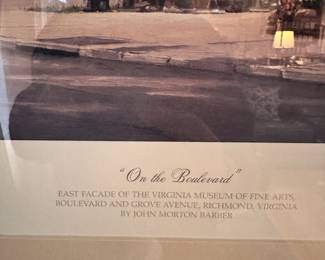 "On the Boulevard"
EAST FACADE OF THE VIRGINIA MUSEUM OF FINE ARTS,
BOULEVARD AND GROVE AVENUE, RICHMOND, VIRGINIA
BY JOHN MORTON BARBER